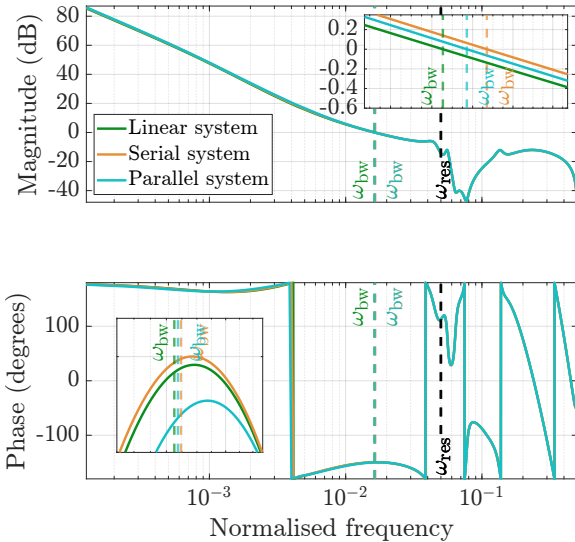 80
60
40
20
0
-20
-40
Magnitude (dB)
0.4
0.2
0
-0.2
-0.4
-0.6
ωbw
ωbw
ωbw
Linear system
Serial system
Parallel system
ωbw
ωbw
ωres
100
0
-100
Phase (degrees)
ωbw
ωbw
ωbw
ωbw
ωres
10⁻³
10⁻²
10⁻¹
Normalised frequency